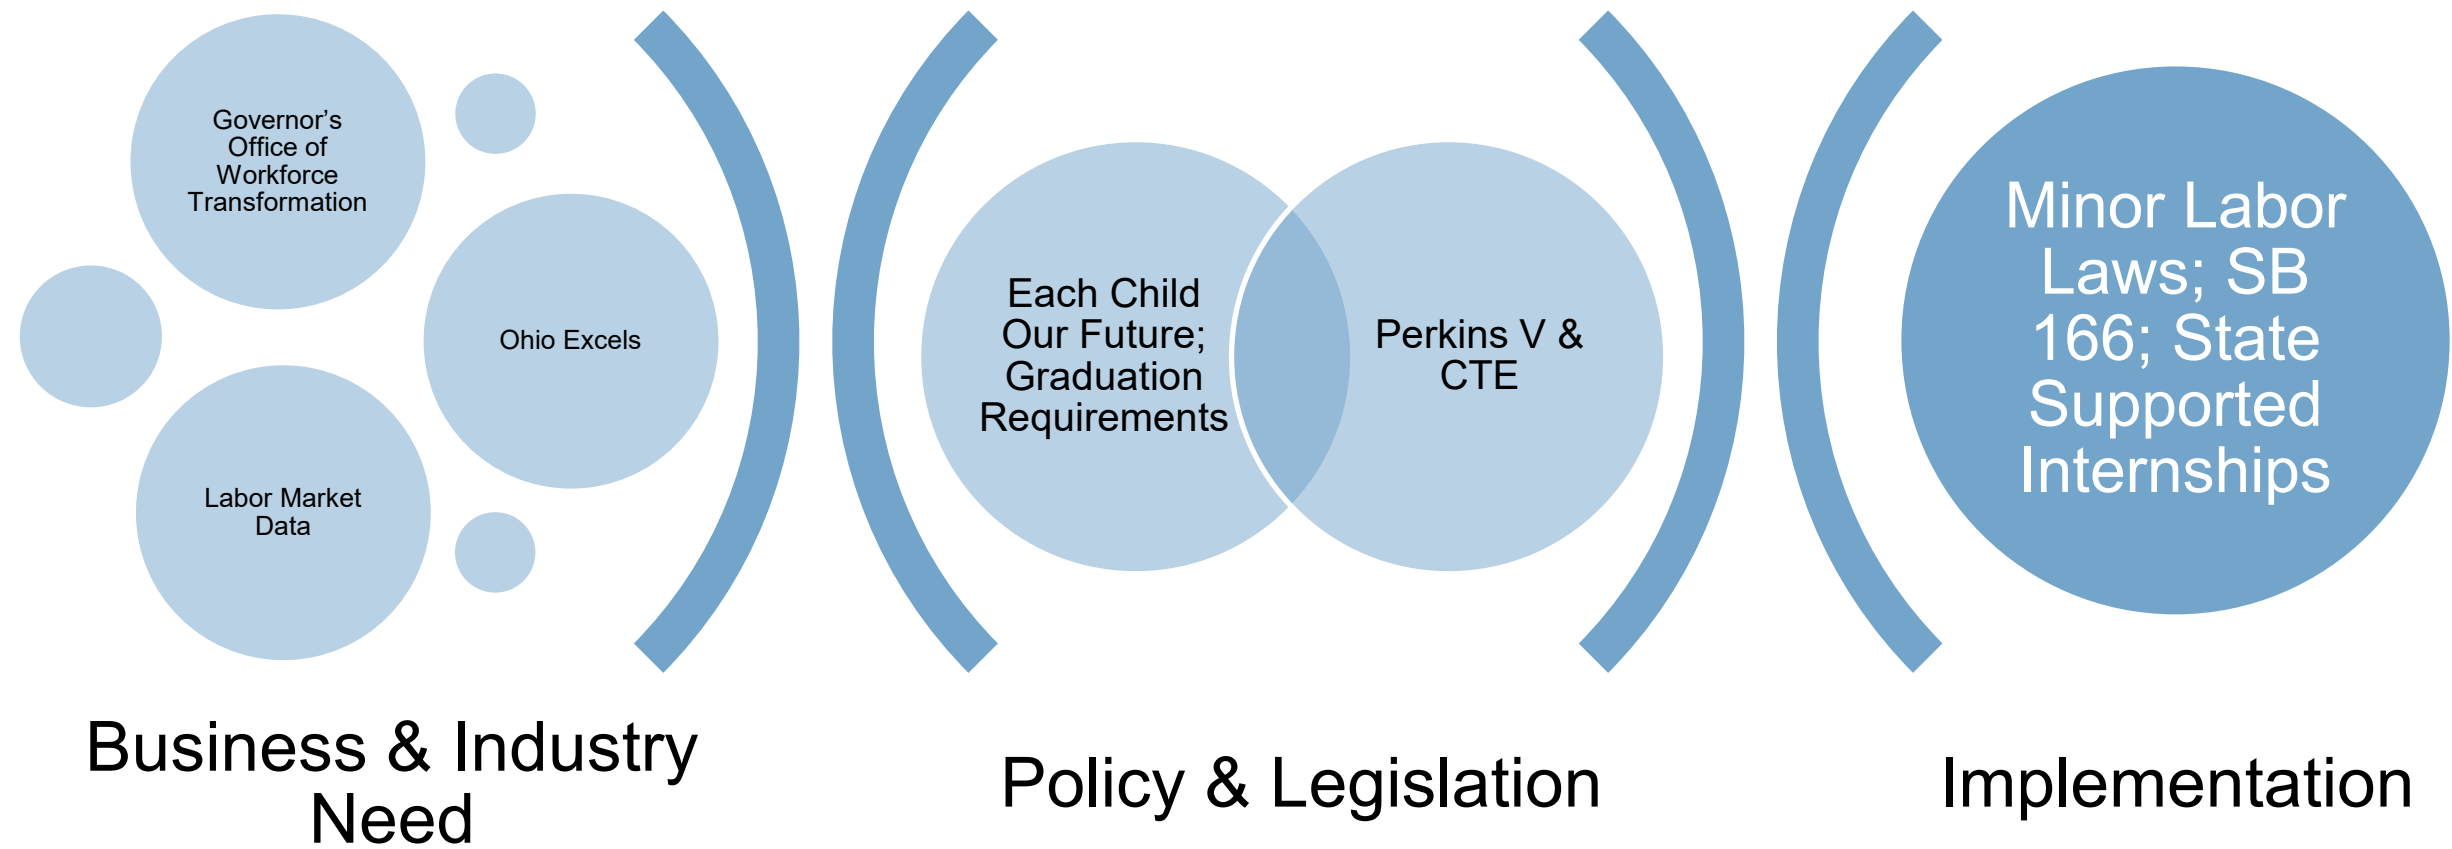 Governor’s
Office of
Workforce
Transformation
Ohio Excels
Labor Market
Data
Business & Industry
Need
Each Child
Our Future;
Graduation
Requirements
Perkins V &
CTE
Policy & Legislation
Minor Labor
Laws; SB
166; State
Supported
Internships
Implementation